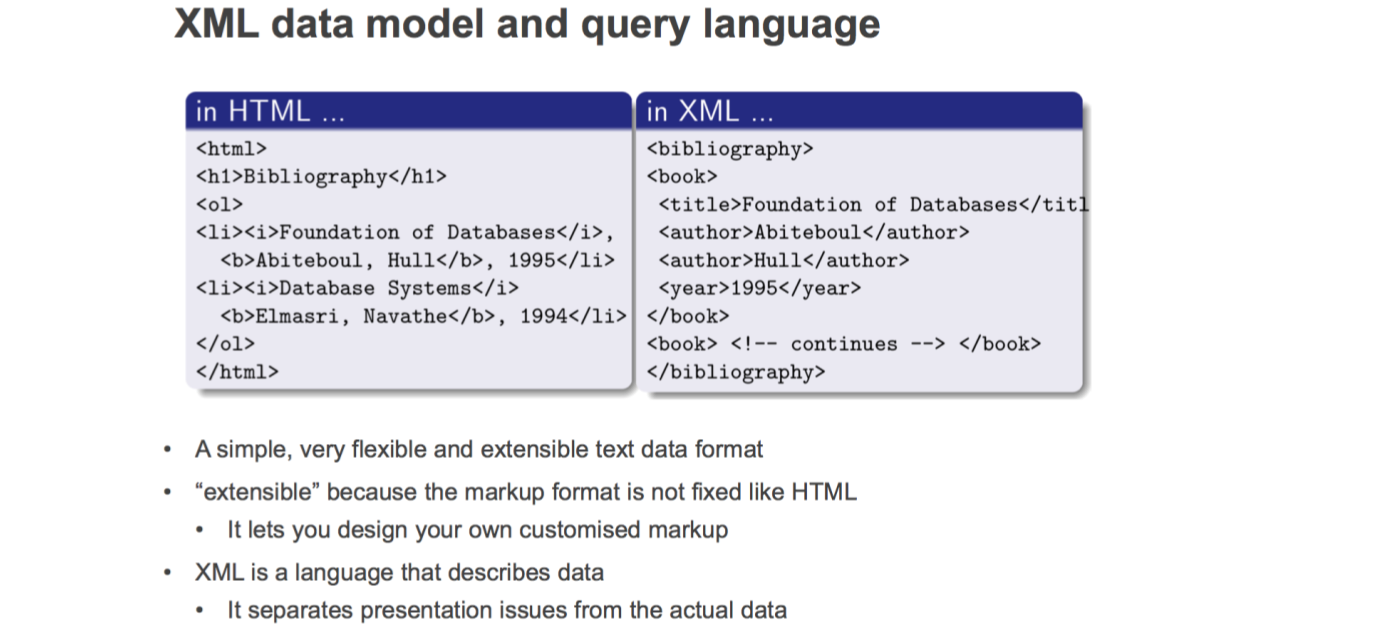 XML data model and query language
in HTML ...
<html>
<h1>Bibliography</h1>
<ol>
<li><i>Foundation of Databases</i>,
<b>Abiteboul, Hull</b>, 1995</li>
<li><i>Database Systems</i>
<b>Elmasri, Navathe</b>, 1994</li>
</ol>
</html>
in XML ...
<bibliography>
<book>
<title>Foundation of Databases</titl
<author>Abiteboul</author>
<author>Hull</author>
<year>1995</year>
</book>
<book> <!-- continues --> </book>
</bibliography>
• A simple, very flexible and extensible text data format
• “extensible” because the markup format is not fixed like HTML
• It lets you design your own customised markup
• XML is a language that describes data
• It separates presentation issues from the actual data